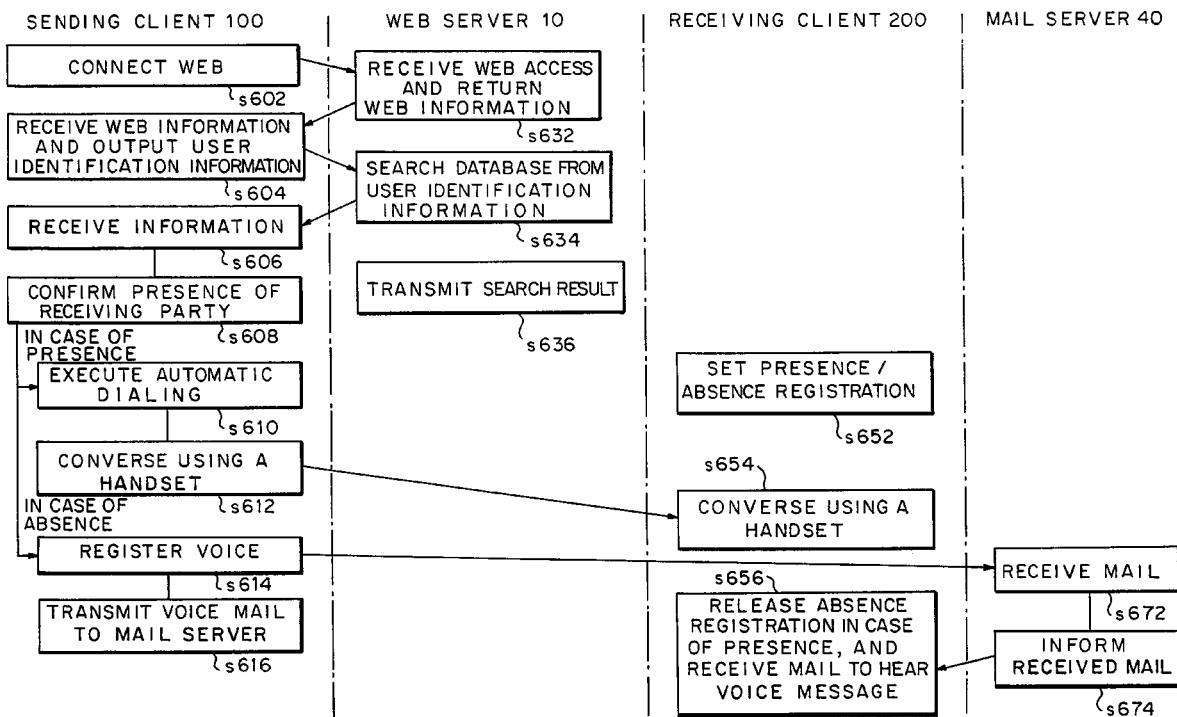 SENDING CLIENT 100
WEB SERVER 10
RECEIVING CLIENT 200
MAIL SERVER 40
CONNECT WEB
s602
RECEIVE WEB ACCESS
AND RETURN
WEB INFORMATION
s632
RECEIVE WEB INFORMATION
AND OUTPUT USER
IDENTIFICATION INFORMATION
s604
SEARCH DATABASE FROM
USER IDENTIFICATION
INFORMATION
s634
RECEIVE INFORMATION
s606
TRANSMIT SEARCH RESULT
s636
CONFIRM PRESENCE OF
RECEIVING PARTY
s608
IN CASE OF
PRESENCE
EXECUTE AUTOMATIC
DIALING
s610
SET PRESENCE /
ABSENCE REGISTRATION
s652
CONVERSE USING A
HANDSET
s612
s654
CONVERSE USING A
HANDSET
IN CASE OF
ABSENCE
REGISTER VOICE
s614
RECEIVE MAIL
s672
TRANSMIT VOICE MAIL
TO MAIL SERVER
s616
s656
RELEASE ABSENCE
REGISTRATION IN CASE
OF PRESENCE, AND
RECEIVE MAIL TO HEAR
VOICE MESSAGE
INFORM
RECEIVED MAIL
s674